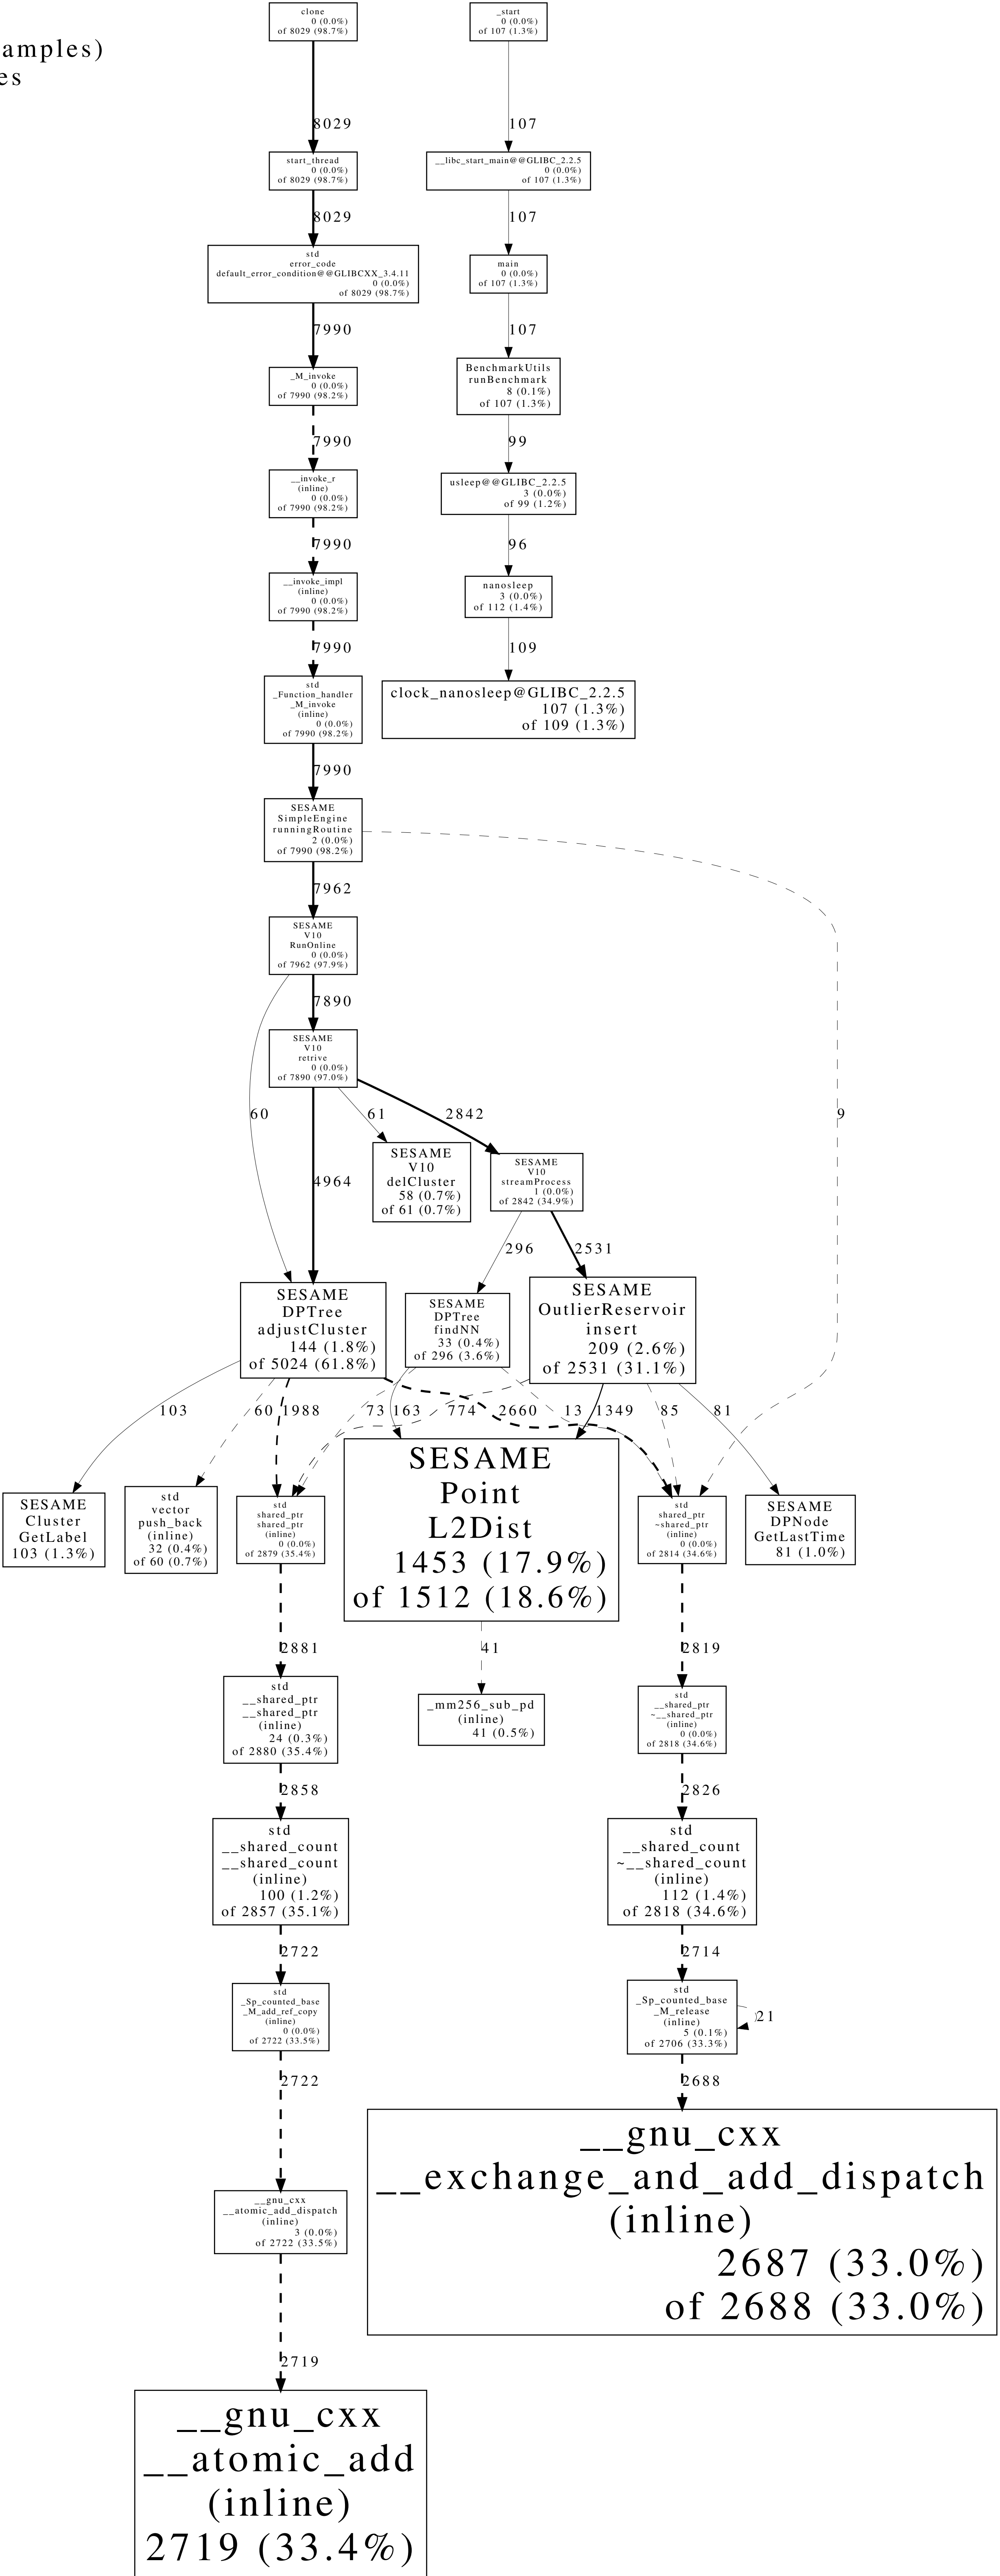 amples)
es
clone
0 (0.0%)
of 8029 (98.7%)
_start
0 (0.0%)
of 107 (1.3%)
8029
107
start_thread
0 (0.0%)
of 8029 (98.7%)
__libc_start_main@@GLIBC_2.2.5
0 (0.0%)
of 107 (1.3%)
8029
107
std
error_code
default_error_condition@@GLIBCXX_3.4.11
0 (0.0%)
of 8029 (98.7%)
main
0 (0.0%)
of 107 (1.3%)
7990
107
_M_invoke
0 (0.0%)
of 7990 (98.2%)
BenchmarkUtils
runBenchmark
8 (0.1%)
of 107 (1.3%)
7990
99
__invoke_r
(inline)
0 (0.0%)
of 7990 (98.2%)
usleep@@GLIBC_2.2.5
3 (0.0%)
of 99 (1.2%)
7990
96
__invoke_impl
(inline)
0 (0.0%)
of 7990 (98.2%)
nanosleep
3 (0.0%)
of 112 (1.4%)
7990
109
std
_Function_handler
_M_invoke
(inline)
0 (0.0%)
of 7990 (98.2%)
clock_nanosleep@GLIBC_2.2.5
107 (1.3%)
of 109 (1.3%)
7990
SESAME
SimpleEngine
runningRoutine
2 (0.0%)
of 7990 (98.2%)
7962
SESAME
V10
RunOnline
0 (0.0%)
of 7962 (97.9%)
7890
SESAME
V10
retrive
0 (0.0%)
of 7890 (97.0%)
60
61
2842
9
4964
SESAME
V10
delCluster
58 (0.7%)
of 61 (0.7%)
SESAME
V10
streamProcess
1 (0.0%)
of 2842 (34.9%)
296
2531
SESAME
DPTree
adjustCluster
144 (1.8%)
of 5024 (61.8%)
SESAME
DPTree
findNN
33 (0.4%)
of 296 (3.6%)
SESAME
OutlierReservoir
insert
209 (2.6%)
of 2531 (31.1%)
103
60
1988
73
163
774
2660
13
1349
85
81
SESAME
Cluster
GetLabel
103 (1.3%)
std
vector
push_back
(inline)
32 (0.4%)
of 60 (0.7%)
std
shared_ptr
shared_ptr
(inline)
0 (0.0%)
of 2879 (35.4%)
SESAME
Point
L2Dist
1453 (17.9%)
of 1512 (18.6%)
std
shared_ptr
~shared_ptr
(inline)
0 (0.0%)
of 2814 (34.6%)
SESAME
DPNode
GetLastTime
81 (1.0%)
2881
41
2819
std
__shared_ptr
__shared_ptr
(inline)
24 (0.3%)
of 2880 (35.4%)
_mm256_sub_pd
(inline)
41 (0.5%)
std
__shared_ptr
~__shared_ptr
(inline)
0 (0.0%)
of 2818 (34.6%)
2858
2826
std
__shared_count
__shared_count
(inline)
100 (1.2%)
of 2857 (35.1%)
std
__shared_count
~__shared_count
(inline)
112 (1.4%)
of 2818 (34.6%)
2722
2714
std
_Sp_counted_base
_M_add_ref_copy
(inline)
0 (0.0%)
of 2722 (33.5%)
std
_Sp_counted_base
_M_release
(inline)
5 (0.1%)
of 2706 (33.3%)
21
2722
2688
__gnu_cxx
__atomic_add_dispatch
(inline)
3 (0.0%)
of 2722 (33.5%)
__gnu_cxx
__exchange_and_add_dispatch
(inline)
2687 (33.0%)
of 2688 (33.0%)
2719
__gnu_cxx
__atomic_add
(inline)
2719 (33.4%)